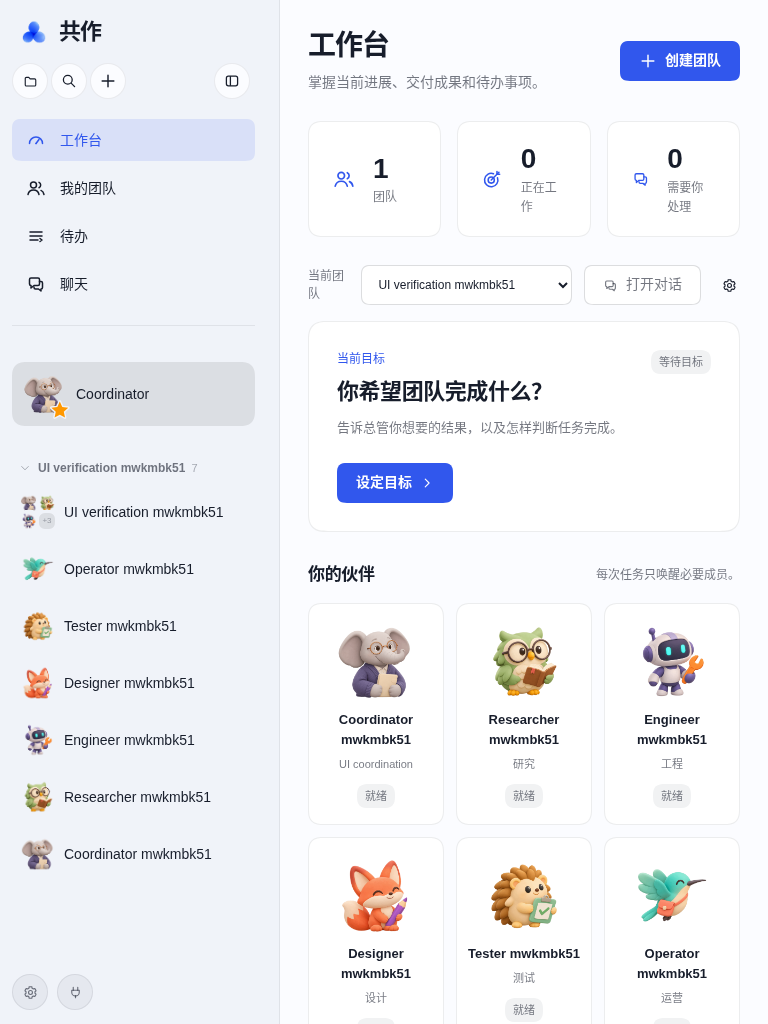 共作
工作台
我的团队
待办
聊天
Coordinator
UI verification mwkmbk51 7
+3
UI verification mwkmbk51
Operator mwkmbk51
Tester mwkmbk51
Designer mwkmbk51
Engineer mwkmbk51
Researcher mwkmbk51
Coordinator mwkmbk51
工作台
掌握当前进展、交付成果和待办事项。
创建团队
1
团队
0
正在工
作
0
需要你
处理
当前团
队
UI verification mwkmbk51
打开对话
当前目标
等待目标
你希望团队完成什么？
告诉总管你想要的结果，以及怎样判断任务完成。
设定目标
你的伙伴
每次任务只唤醒必要成员。
Coordinator
mwkmbk51
UI coordination
就绪
Researcher
mwkmbk51
研究
就绪
Engineer
mwkmbk51
工程
就绪
Designer
mwkmbk51
设计
Tester mwkmbk51
测试
就绪
Operator
mwkmbk51
运营